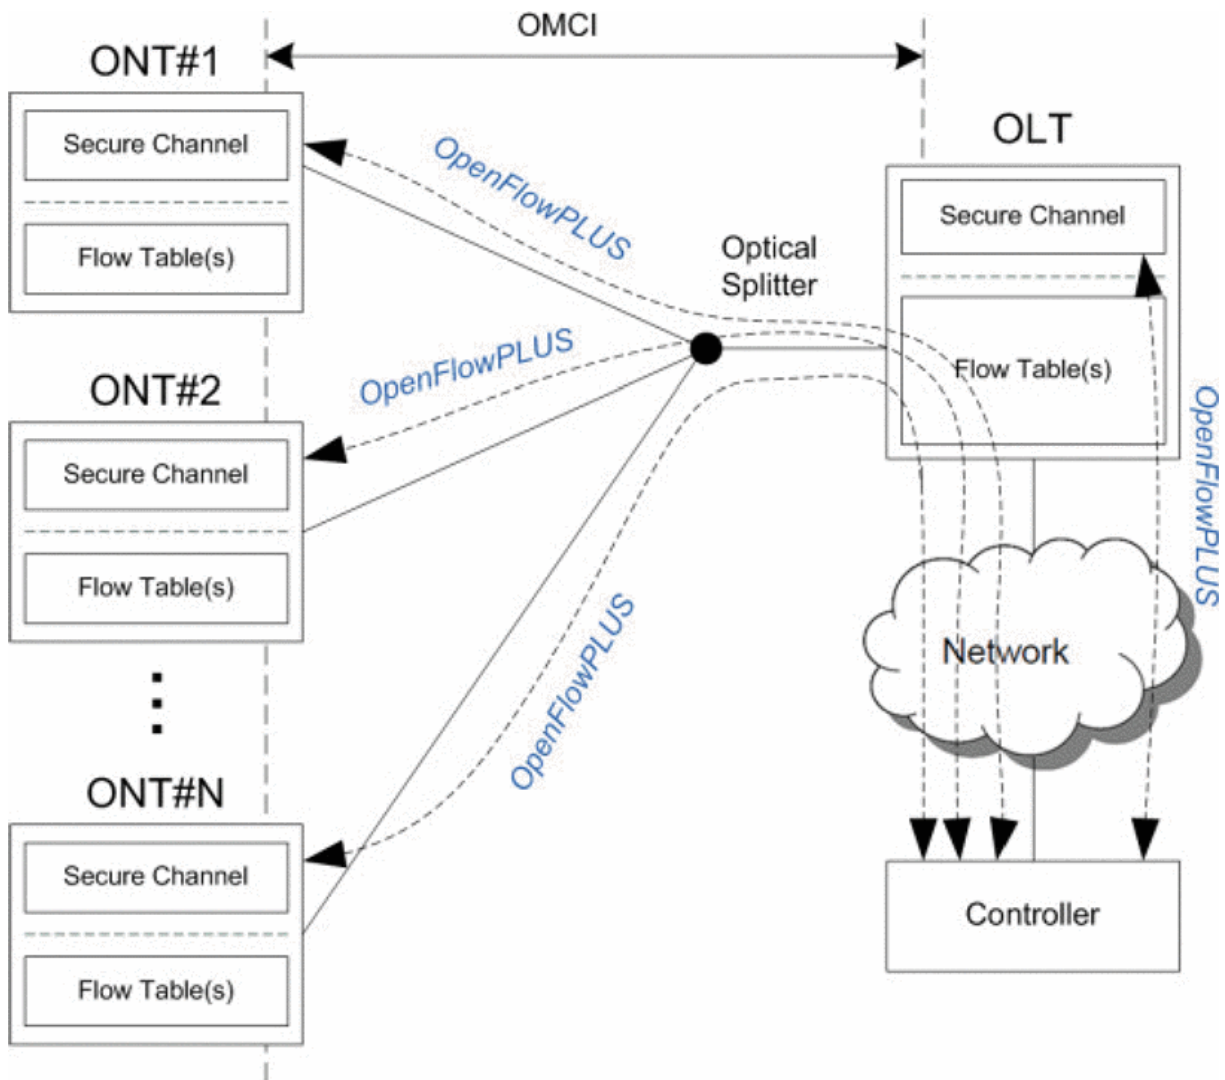 OMCI
ONT#1
Secure Channel
Flow Table(s)
OpenFlowPLUS
OLT
Secure Channel
Flow Table(s)
Optical
Splitter
OpenFlowPLUS
ONT#2
Secure Channel
Flow Table(s)
OpenFlowPLUS
OpenFlowPLUS
Network
ONT#N
Secure Channel
Flow Table(s)
Controller